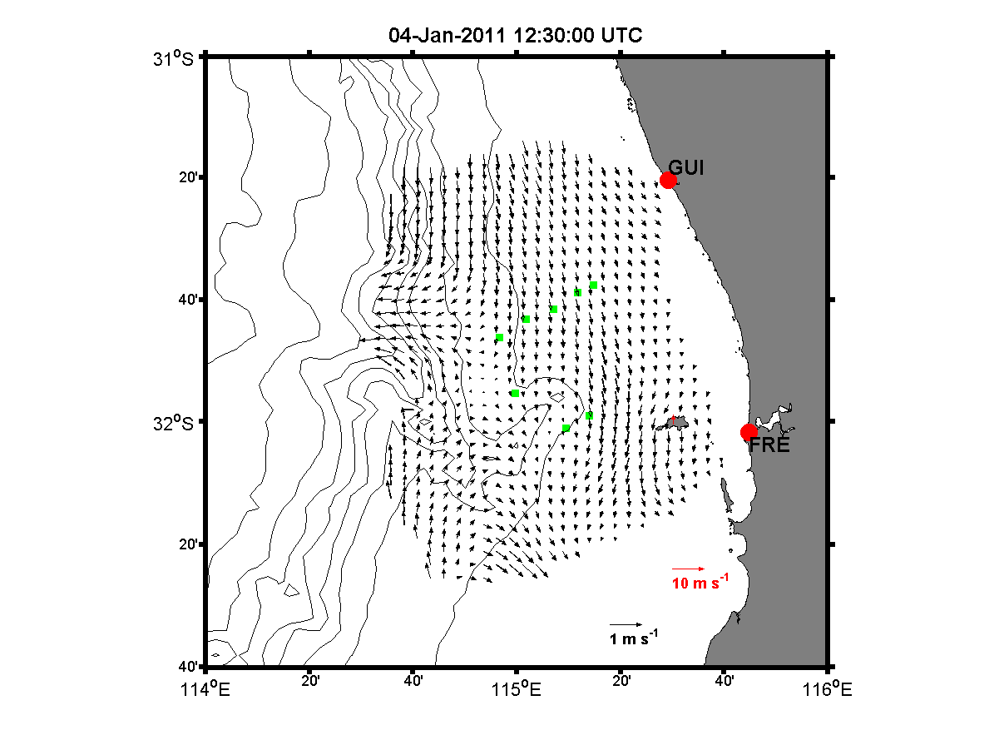 04-Jan-2011 12:30:00 UTC
31°S
GUI
20'
40'
32°S
FRE
20'
10 m s⁻¹
1 m s⁻¹
40'
114°E
20'
40'
115°E
20'
40'
116°E